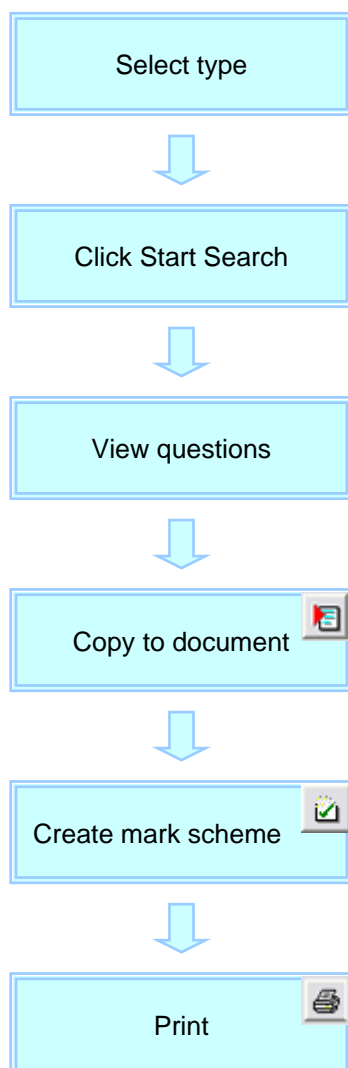 Select type
Click Start Search
View questions
Copy to document
Create mark scheme
Print